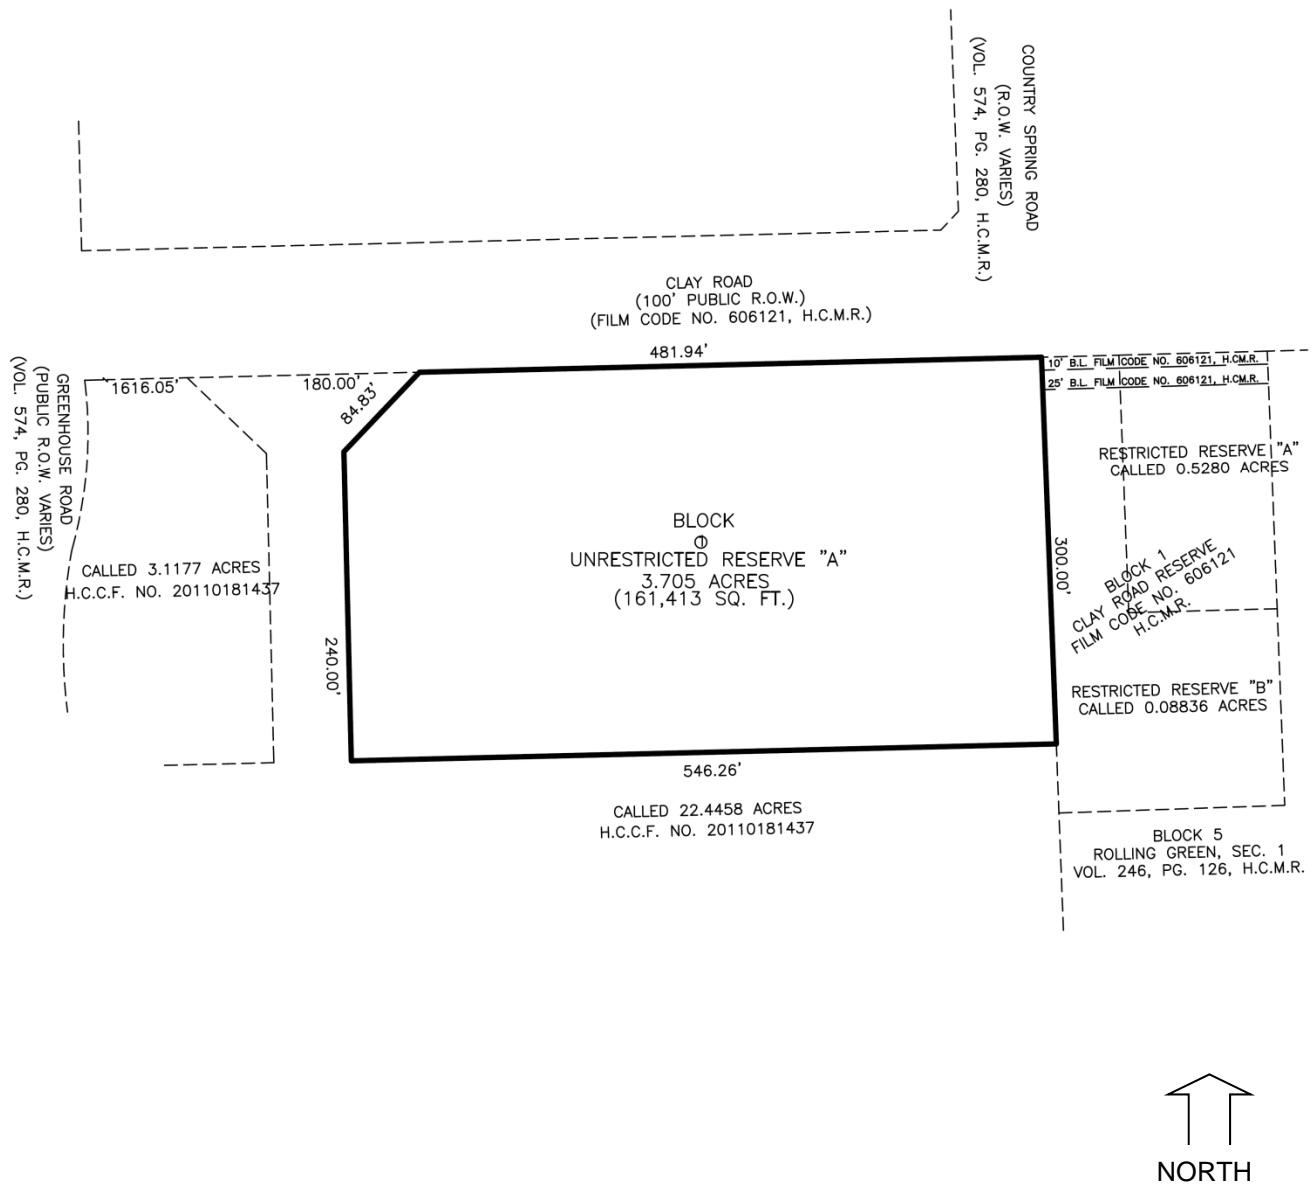 COUNTRY SPRING ROAD
(R.O.W. VARIES)
(VOL. 574, PG. 280, H.C.M.R.)
CLAY ROAD
(100' PUBLIC R.O.W.)
(FILM CODE NO. 606121, H.C.M.R.)
481.94'
10' B.L. FILM CODE NO. 606121, H.CM.R.
25' B.L. FILM CODE NO. 606121, H.CM.R.
GREENHOUSE ROAD
(PUBLIC R.O.W. VARIES)
(VOL. 574, PG. 280, H.C.M.R.)
1616.05'
180.00'
84.83'
RESTRICTED RESERVE "A"
CALLED 0.5280 ACRES
BLOCK
1
UNRESTRICTED RESERVE "A"
3.705 ACRES
(161,413 SQ. FT.)
CALLED 3.1177 ACRES
H.C.C.F. NO. 20110181437
300.00'
BLOCK 1
CLAY ROAD RESERVE
FILM CODE NO. 606121
H.C.M.R.
240.00'
RESTRICTED RESERVE "B"
CALLED 0.08836 ACRES
546.26'
CALLED 22.4458 ACRES
H.C.C.F. NO. 20110181437
BLOCK 5
ROLLING GREEN, SEC. 1
VOL. 246, PG. 126, H.C.M.R.
NORTH